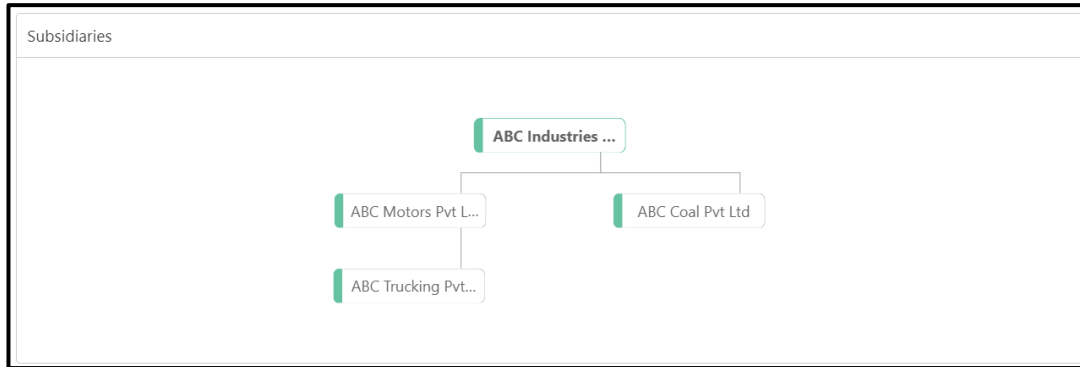 Subsidiaries
ABC Industries ...
ABC Motors Pvt L...
ABC Coal Pvt Ltd
ABC Trucking Pvt...